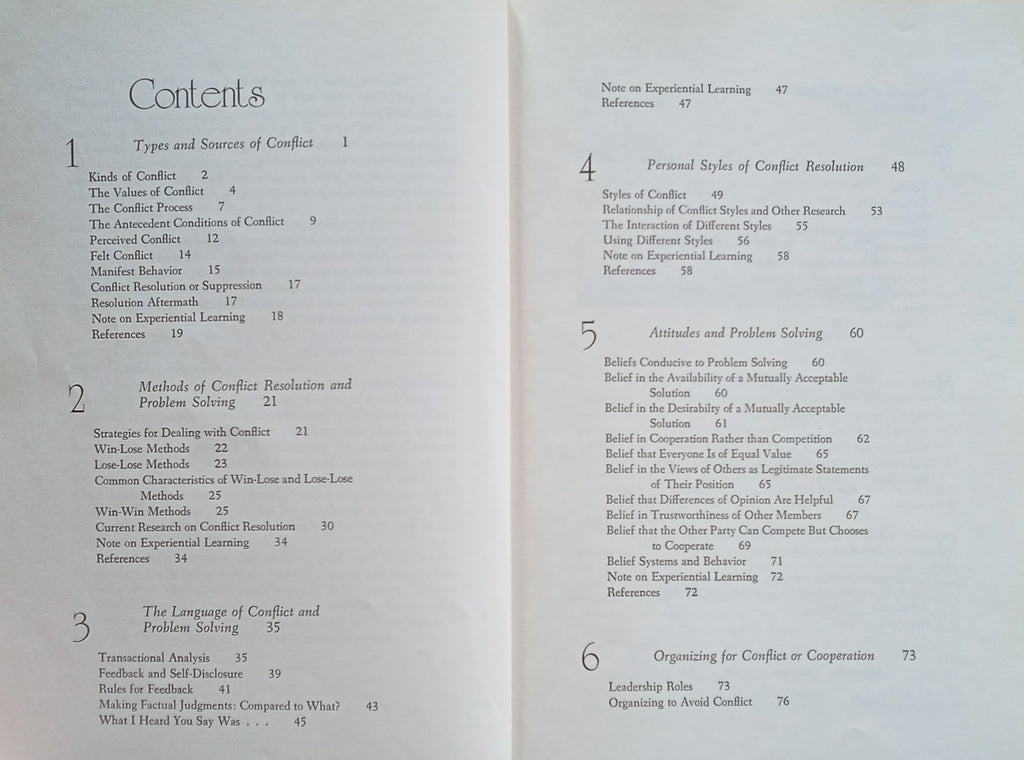 Contents
1 Types and Sources of Conflict 1
Kinds of Conflict 2
The Values of Conflict 4
The Conflict Process 7
The Antecedent Conditions of Conflict 9
Perceived Conflict 12
Felt Conflict 14
Manifest Behavior 15
Conflict Resolution or Suppression 17
Resolution Aftermath 17
Note on Experiential Learning 18
References 19
2 Methods of Conflict Resolution and
Problem Solving 21
Strategies for Dealing with Conflict 21
Win-Lose Methods 22
Lose-Lose Methods 23
Common Characteristics of Win-Lose and Lose-Lose
Methods 25
Win-Win Methods 25
Current Research on Conflict Resolution 30
Note on Experiential Learning 34
References 34
3 The Language of Conflict and
Problem Solving 35
Transactional Analysis 35
Feedback and Self-Disclosure 39
Rules for Feedback 41
Making Factual Judgments: Compared to What? 43
What I Heard You Say Was . . . 45
Note on Experiential Learning 47
References 47
4 Personal Styles of Conflict Resolution 48
Styles of Conflict 49
Relationship of Conflict Styles and Other Research 53
The Interaction of Different Styles 55
Using Different Styles 56
Note on Experiential Learning 58
References 58
5 Attitudes and Problem Solving 60
Beliefs Conducive to Problem Solving 60
Belief in the Availability of a Mutually Acceptable
Solution 60
Belief in the Desirabilty of a Mutually Acceptable
Solution 61
Belief in Cooperation Rather than Competition 62
Belief that Everyone Is of Equal Value 65
Belief in the Views of Others as Legitimate Statements
of Their Position 65
Belief that Differences of Opinion Are Helpful 67
Belief in Trustworthiness of Other Members 67
Belief that the Other Party Can Compete But Chooses
to Cooperate 69
Belief Systems and Behavior 71
Note on Experiential Learning 72
References 72
6 Organizing for Conflict or Cooperation 73
Leadership Roles 73
Organizing to Avoid Conflict 76